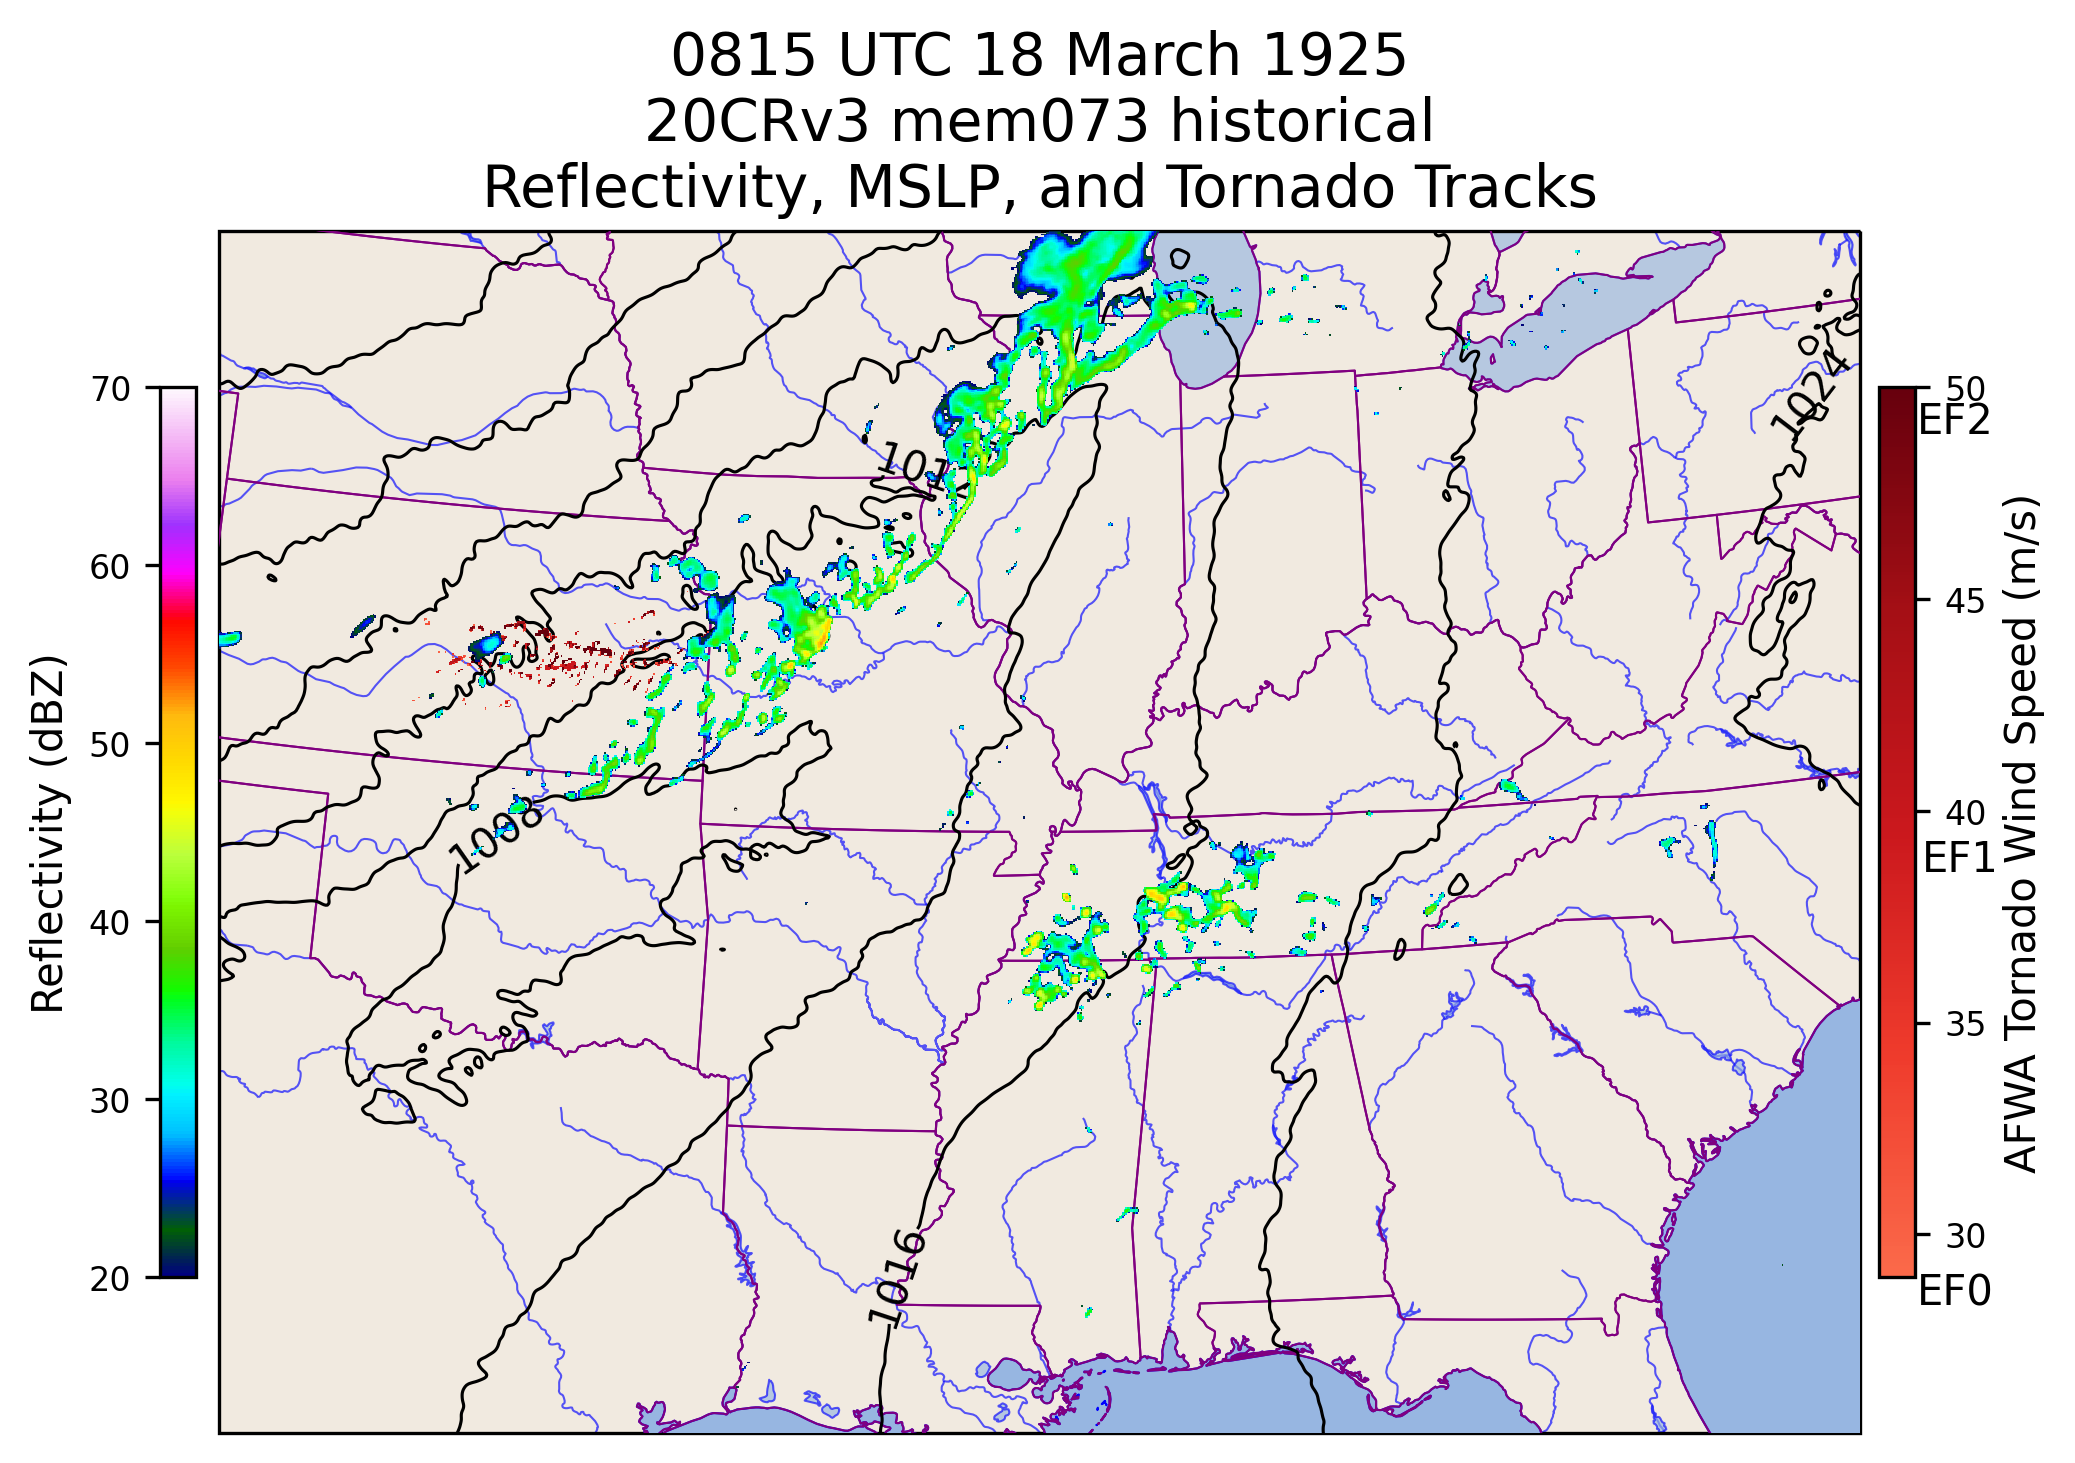 0815 UTC 18 March 1925
20CRv3 mem073 historical
Reflectivity, MSLP, and Tornado Tracks
70
60
50
40
30
20
Reflectivity (dBZ)
1024
1008
1016
50
EF2
45
40
EF1
35
30
EF0
AFWA Tornado Wind Speed (m/s)